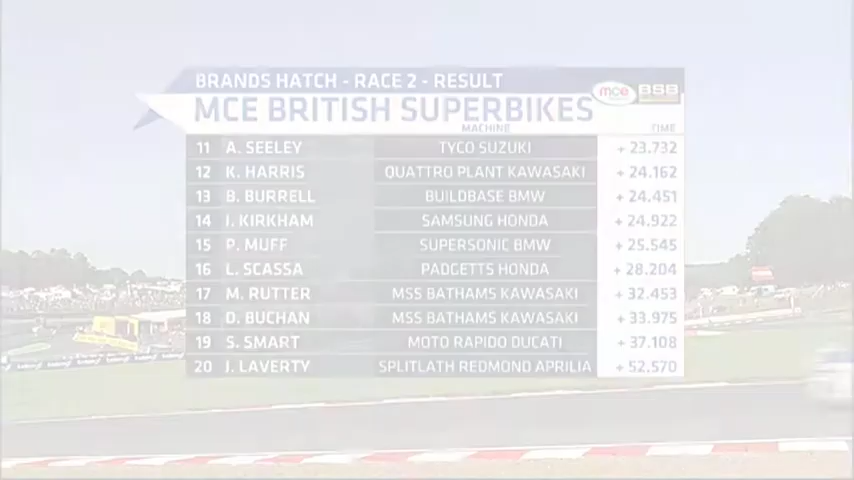 BRANDS HATCH - RACE 2 - RESULT
MCE BRITISH SUPERBIKES
mce BSB
MACHINE TIME
11 A. SEELEY TYCO SUZUKI + 23.732
12 K. HARRIS QUATTRO PLANT KAWASAKI + 24.162
13 B. BURRELL BUILDBASE BMW + 24.451
14 J. KIRKHAM SAMSUNG HONDA + 24.922
15 P. MUFF SUPERSONIC BMW + 25.545
16 L. SCASSA PADGETTS HONDA + 28.204
17 M. RUTTER MSS BATHAMS KAWASAKI + 32.453
18 D. BUCHAN MSS BATHAMS KAWASAKI + 33.975
19 S. SMART MOTO RAPIDO DUCATI + 37.108
20 J. LAVERTY SPLITLATH REDMOND APRILIA + 52.570